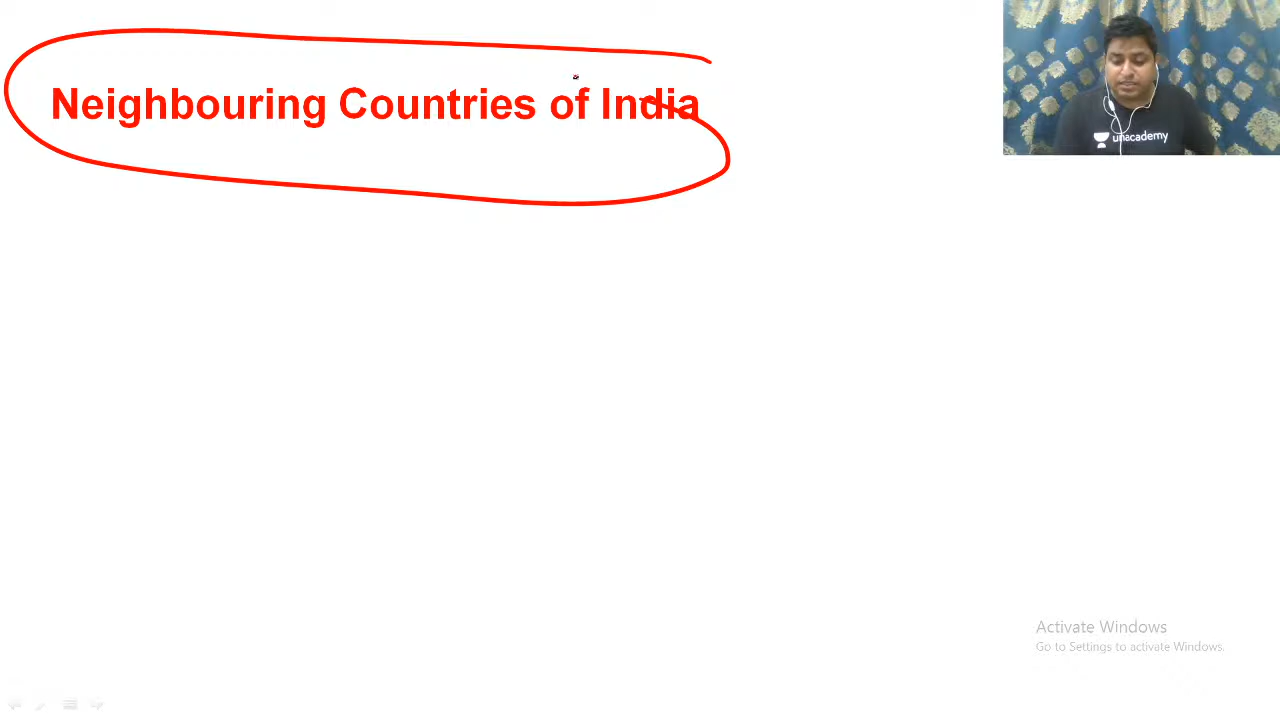 Neighbouring Countries of India
unacademy
Activate Windows
Go to Settings to activate Windows.